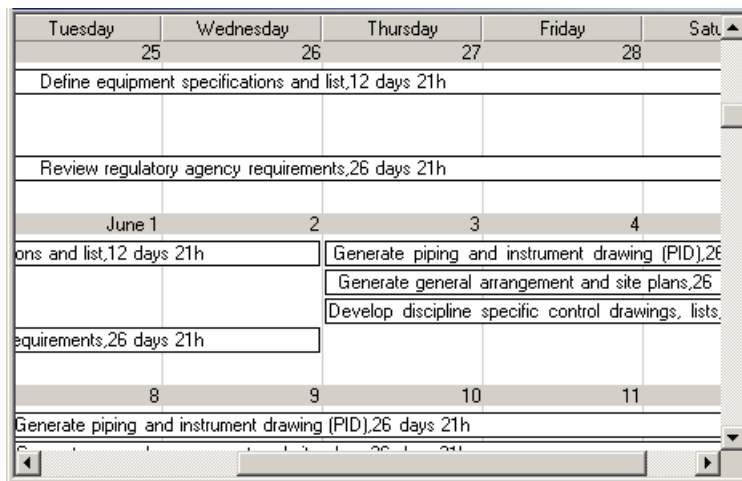 Tuesday Wednesday Thursday Friday Satu
25 26 27 28
Define equipment specifications and list,12 days 21h
Review regulatory agency requirements,26 days 21h
June 1 2 3 4
ons and list,12 days 21h Generate piping and instrument drawing (PID),26
Generate general arrangement and site plans,26
Develop discipline specific control drawings, lists,
equirements,26 days 21h
8 9 10 11
Generate piping and instrument drawing (PID),26 days 21h